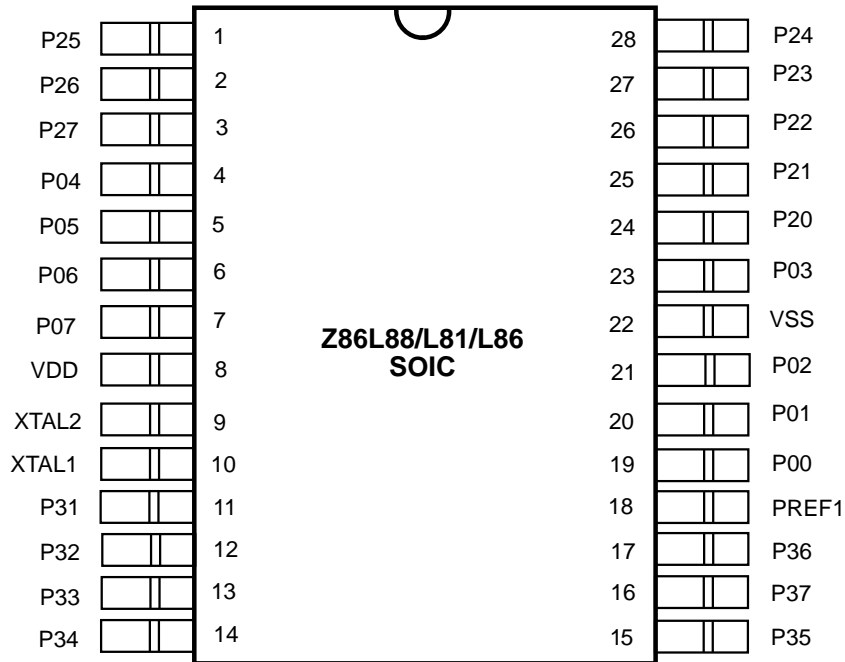 P25 1 28 P24
P26 2 27 P23
P27 3 26 P22
P04 4 25 P21
P05 5 24 P20
P06 6 23 P03
P07 7 22 VSS
Z86L88/L81/L86
SOIC
VDD 8 21 P02
XTAL2 9 20 P01
XTAL1 10 19 P00
P31 11 18 PREF1
P32 12 17 P36
P33 13 16 P37
P34 14 15 P35